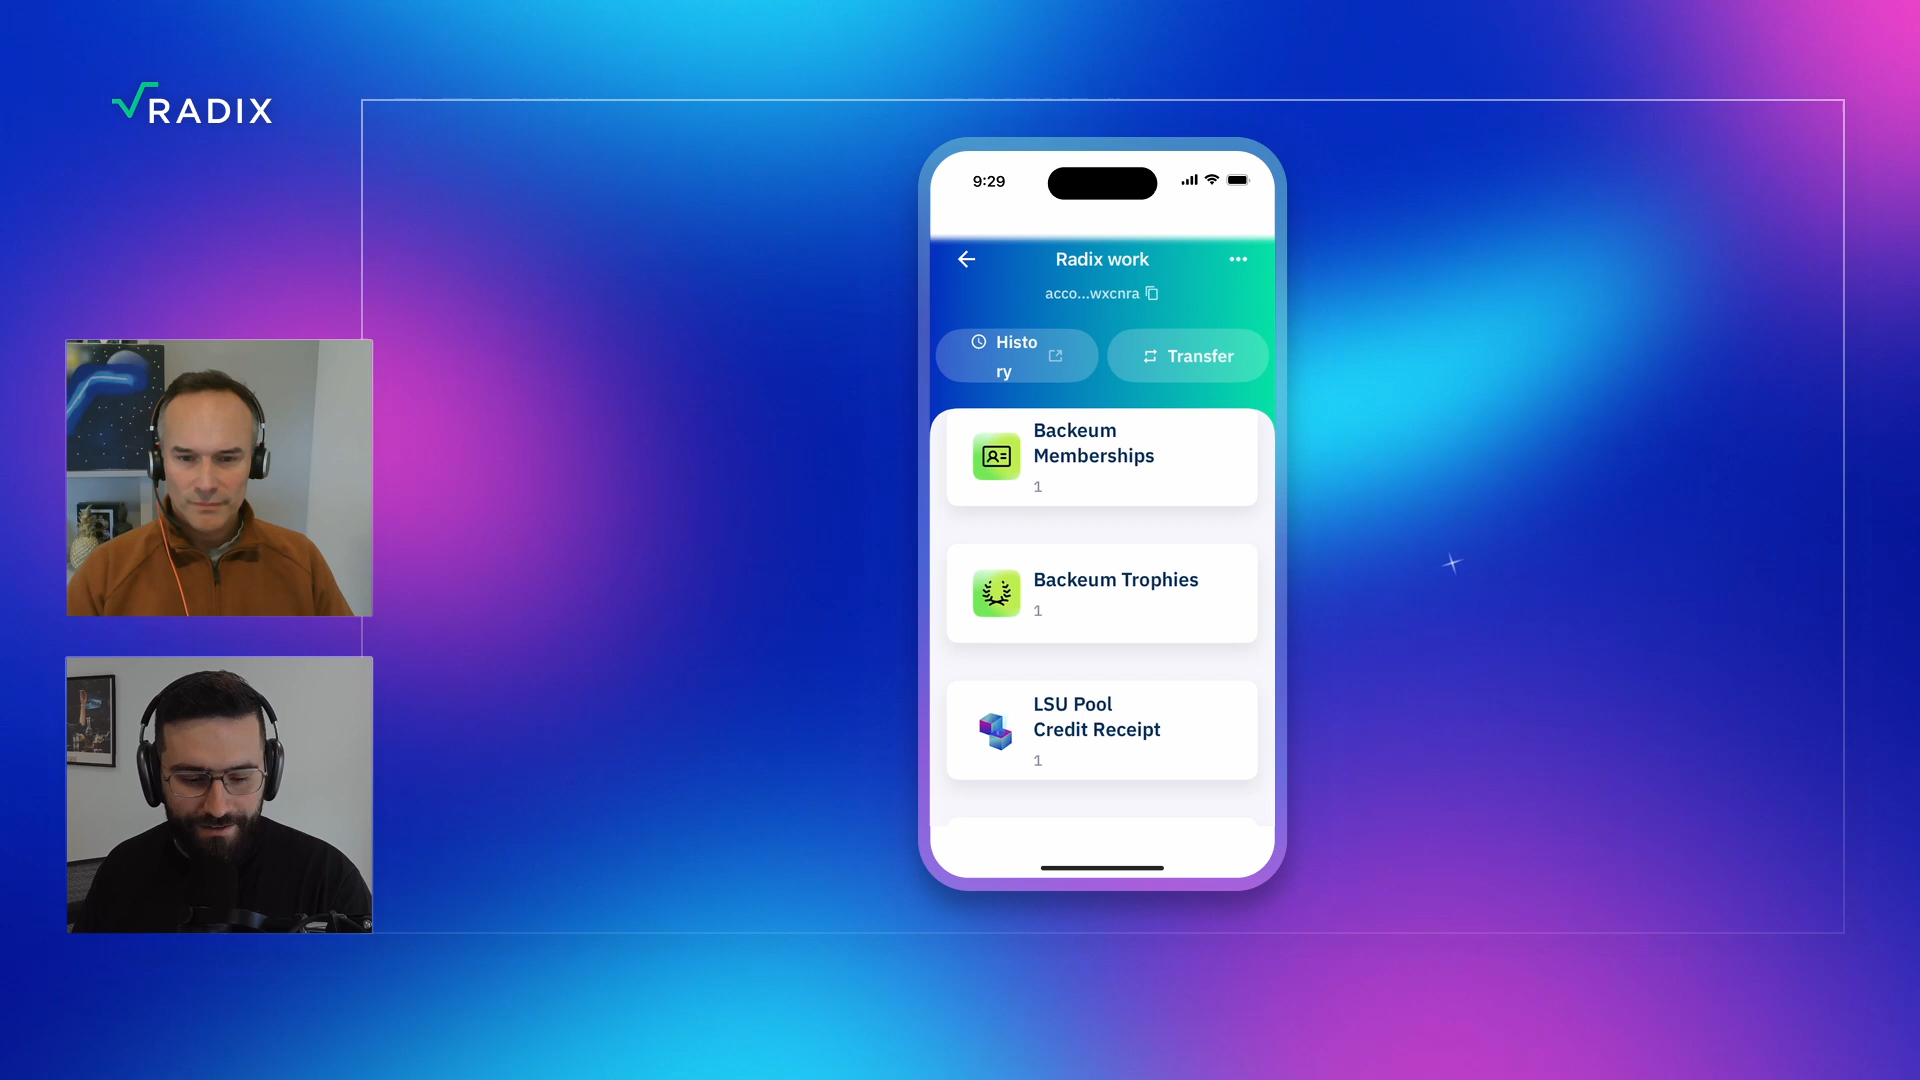 RADIX
9:29
Radix work
acco...wxcnra
Histo
ry
Transfer
Backeum
Memberships
1
Backeum Trophies
1
LSU Pool
Credit Receipt
1